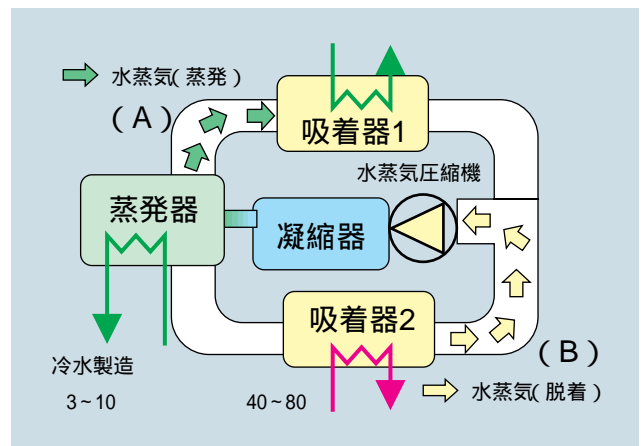 水蒸気(蒸発)
(A)
吸着器1
水蒸気圧縮機
蒸発器
凝縮器
吸着器2
(B)
冷水製造
3~10
40~80
水蒸気(脱着)